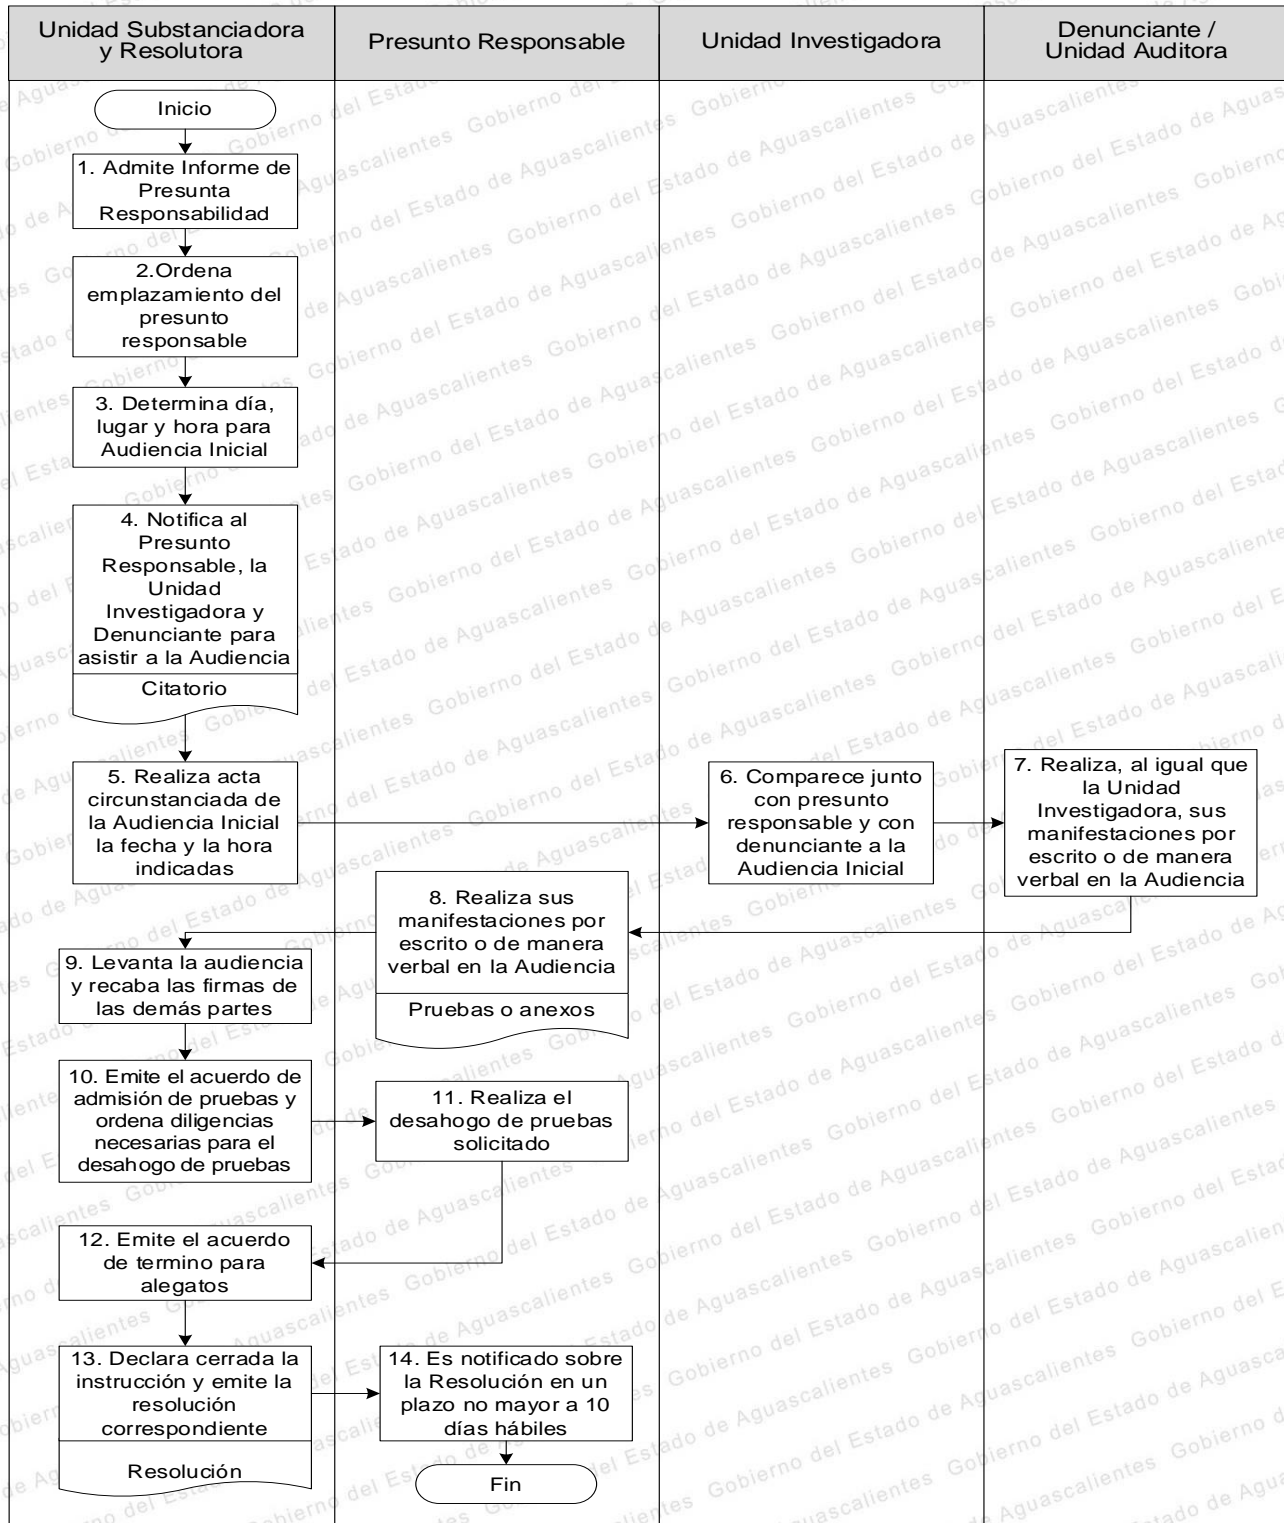 Unidad Substanciadora
y Resolutora
Presunto Responsable
Unidad Investigadora
Denunciante /
Unidad Auditora
Inicio
1. Admite Informe de
Presunta
Responsabilidad
2.Ordena
emplazamiento del
presunto
responsable
3. Determina día,
lugar y hora para
Audiencia Inicial
4. Notifica al
Presunto
Responsable, la
Unidad
Investigadora y
Denunciante para
asistir a la Audiencia
Citatorio
5. Realiza acta
circunstanciada de
la Audiencia Inicial
la fecha y la hora
indicadas
6. Comparece junto
con presunto
responsable y con
denunciante a la
Audiencia Inicial
7. Realiza, al igual que
la Unidad
Investigadora, sus
manifestaciones por
escrito o de manera
verbal en la Audiencia
8. Realiza sus
manifestaciones por
escrito o de manera
verbal en la Audiencia
Pruebas o anexos
9. Levanta la audiencia
y recaba las firmas de
las demás partes
10. Emite el acuerdo de
admisión de pruebas y
ordena diligencias
necesarias para el
desahogo de pruebas
11. Realiza el
desahogo de pruebas
solicitado
12. Emite el acuerdo
de termino para
alegatos
13. Declara cerrada la
instrucción y emite la
resolución
correspondiente
Resolución
14. Es notificado sobre
la Resolución en un
plazo no mayor a 10
días hábiles
Fin
Gobierno del Estado de Aguascalientes